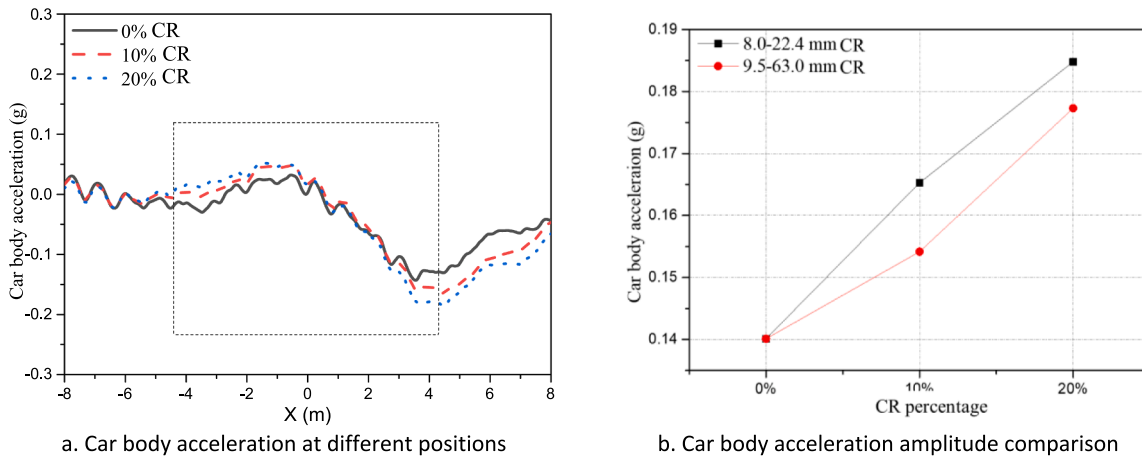 0.3
0.2
0.1
0.0
-0.1
-0.2
-0.3
Car body acceleration (g)
0% CR
10% CR
20% CR
-8
-6
-4
-2
0
2
4
6
8
X (m)
a. Car body acceleration at different positions
0.19
0.18
0.17
0.16
0.15
0.14
Car body acceleraion (g)
8.0-22.4 mm CR
9.5-63.0 mm CR
0%
10%
20%
CR percentage
b. Car body acceleration amplitude comparison